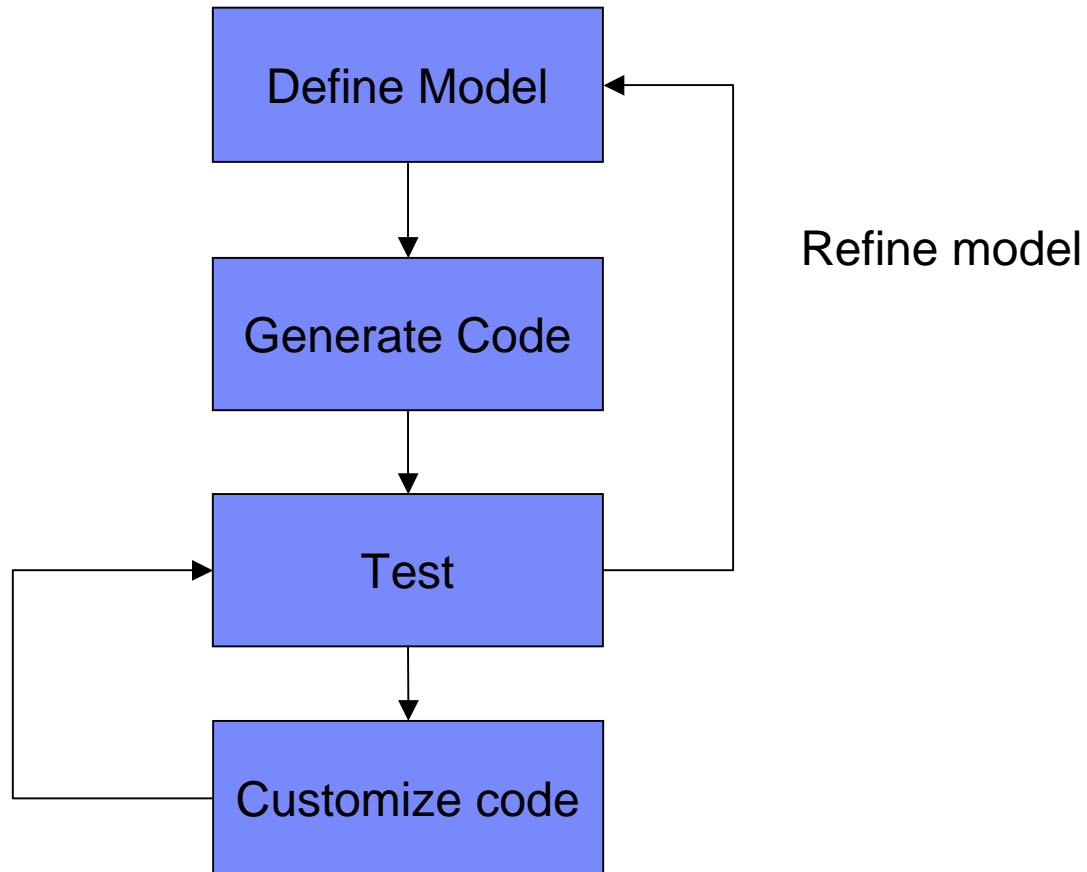 Define Model
Refine model
Generate Code
Test
Customize code